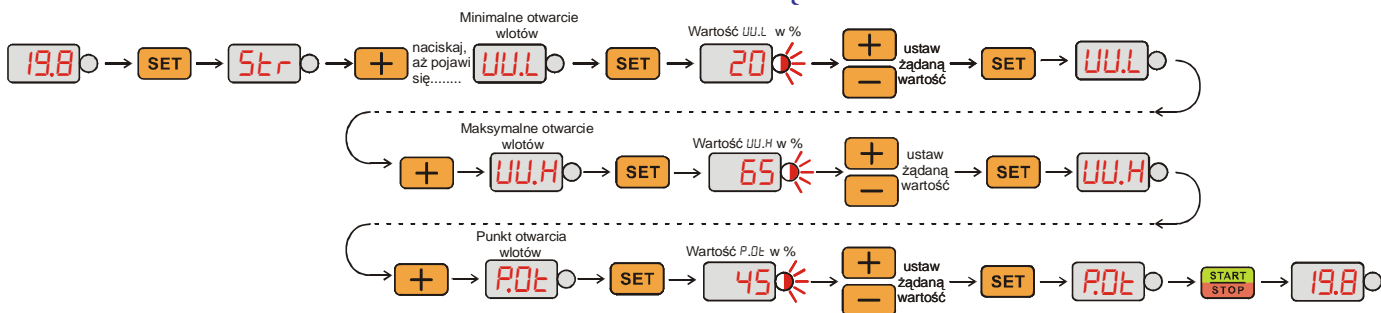 Minimalne otwarcie
wlotów
19.8 SET Str + naciskaj,
aż pojawi
się........ UU.L SET
Wartość UU.L w %
20 + − ustaw
żądaną
wartość SET UU.L
Maksymalne otwarcie
wlotów
+ UU.H SET
Wartość UU.H w %
65 + − ustaw
żądaną
wartość SET UU.H
Punkt otwarcia
wlotów
+ P.Ot SET
Wartość P.Ot w %
45 + − ustaw
żądaną
wartość SET P.Ot START
STOP 19.8